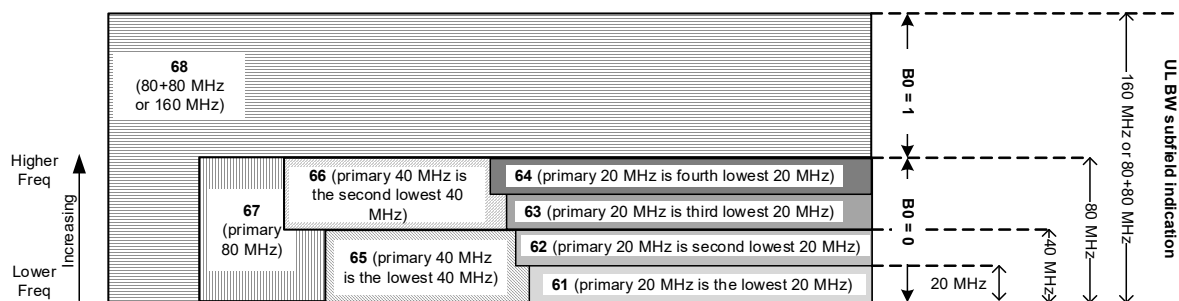 68
(80+80 MHz
or 160 MHz)
Higher
Freq
Increasing
Lower
Freq
67
(primary
80 MHz)
66 (primary 40 MHz is
the second lowest 40
MHz)
65 (primary 40 MHz
is the lowest 40 MHz)
64 (primary 20 MHz is fourth lowest 20 MHz)
63 (primary 20 MHz is third lowest 20 MHz)
62 (primary 20 MHz is second lowest 20 MHz)
61 (primary 20 MHz is the lowest 20 MHz)
B0 = 1
B0 = 0
20 MHz
40 MHz
80 MHz
160 MHz or 80+80 MHz
UL BW subfield indication